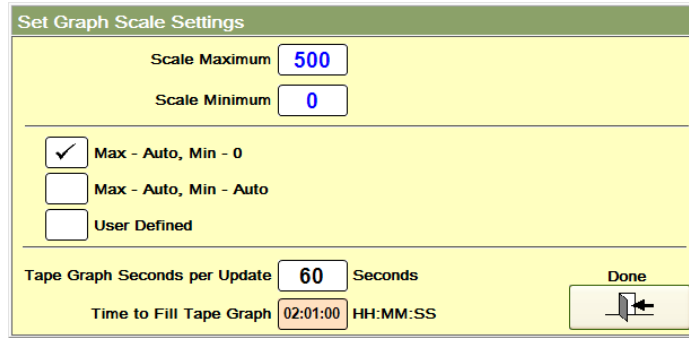 Set Graph Scale Settings
Scale Maximum 500
Scale Minimum 0
Max - Auto, Min - 0
Max - Auto, Min - Auto
User Defined
Tape Graph Seconds per Update 60 Seconds
Done
Time to Fill Tape Graph 02:01:00 HH:MM:SS